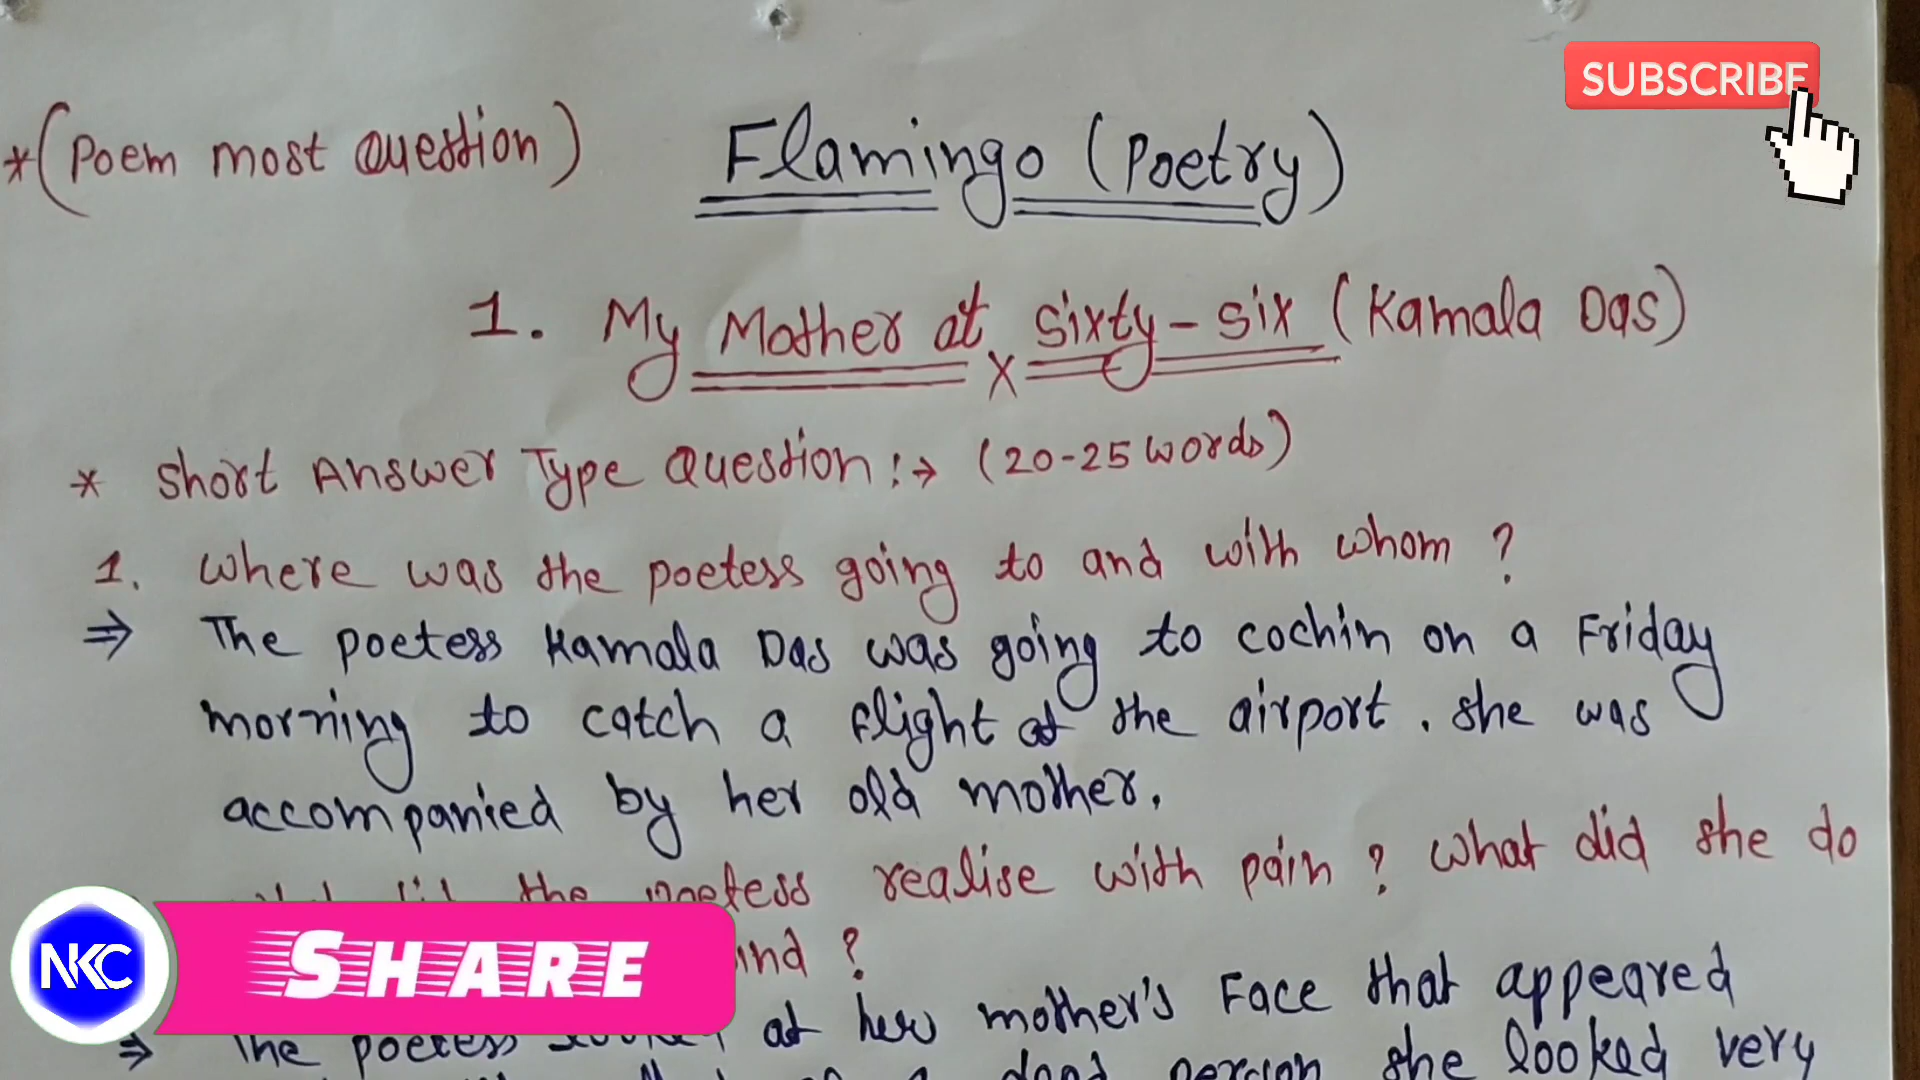 SUBSCRIBE
*(Poem most Question) Flamingo (Poetry)
1. My Mother at Sixty-six (Kamala Das)
* Short Answer Type Question :→ (20-25 words)
1. Where was the poetess going to and with whom ?
⇒ The poetess Kamala Das was going to cochin on a Friday
morning to catch a flight at the airport. she was
accompanied by her old mother.
the poetess realise with pain ? What did she do
?
⇒ The poetess at her mother's Face that appeared
she looked very
NKC
SHARE